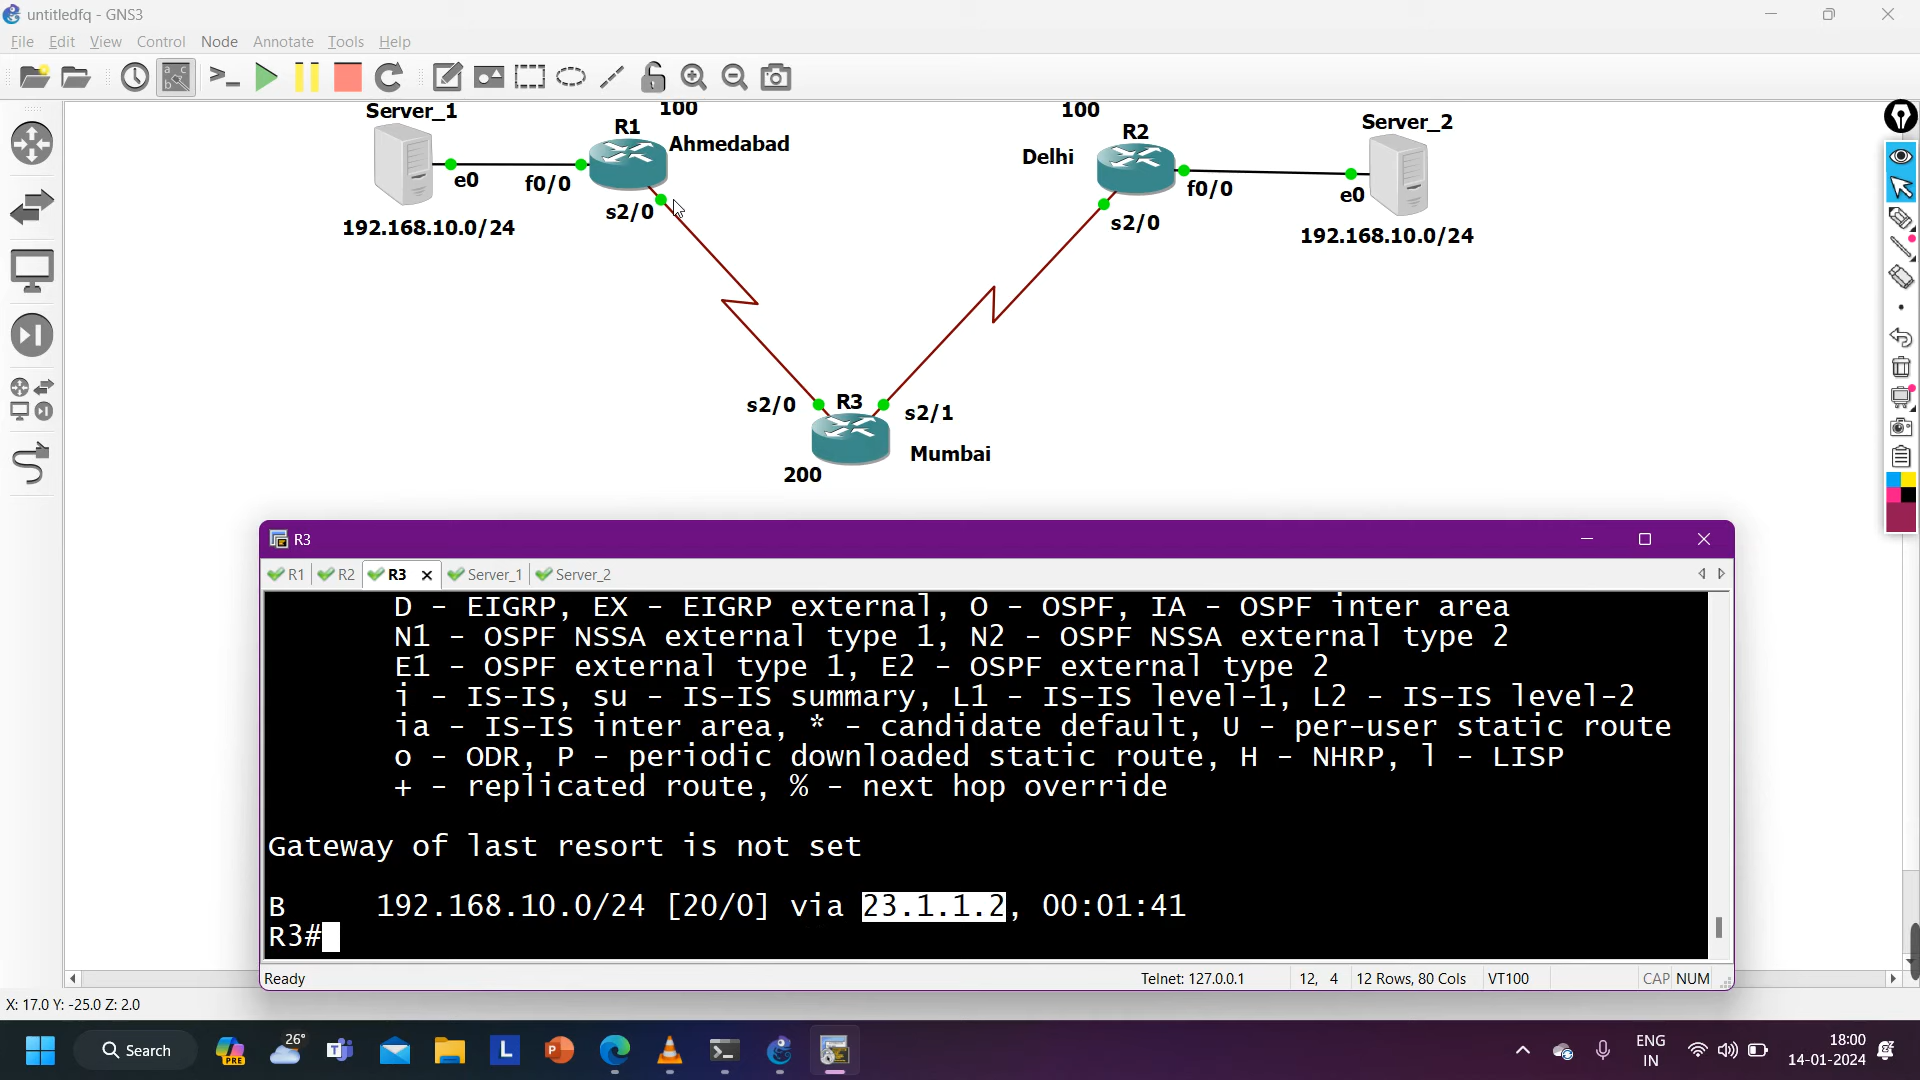 untitledfq - GNS3
File Edit View Control Node Annotate Tools Help
Server_1
100
R1
Ahmedabad
e0
f0/0
s2/0
192.168.10.0/24
100
R2
Delhi
Server_2
f0/0
e0
s2/0
192.168.10.0/24
s2/0
R3
s2/1
Mumbai
200
R3
R1 R2 R3 Server_1 Server_2
D - EIGRP, EX - EIGRP external, O - OSPF, IA - OSPF inter area
N1 - OSPF NSSA external type 1, N2 - OSPF NSSA external type 2
E1 - OSPF external type 1, E2 - OSPF external type 2
i - IS-IS, su - IS-IS summary, L1 - IS-IS level-1, L2 - IS-IS level-2
ia - IS-IS inter area, * - candidate default, U - per-user static route
o - ODR, P - periodic downloaded static route, H - NHRP, l - LISP
+ - replicated route, % - next hop override
Gateway of last resort is not set
B 192.168.10.0/24 [20/0] via 23.1.1.2, 00:01:41
R3#
Ready Telnet: 127.0.0.1 12, 4 12 Rows, 80 Cols VT100 CAP NUM
X: 17.0 Y: -25.0 Z: 2.0
Search
PRE
26°
L
ENG
IN
18:00
14-01-2024